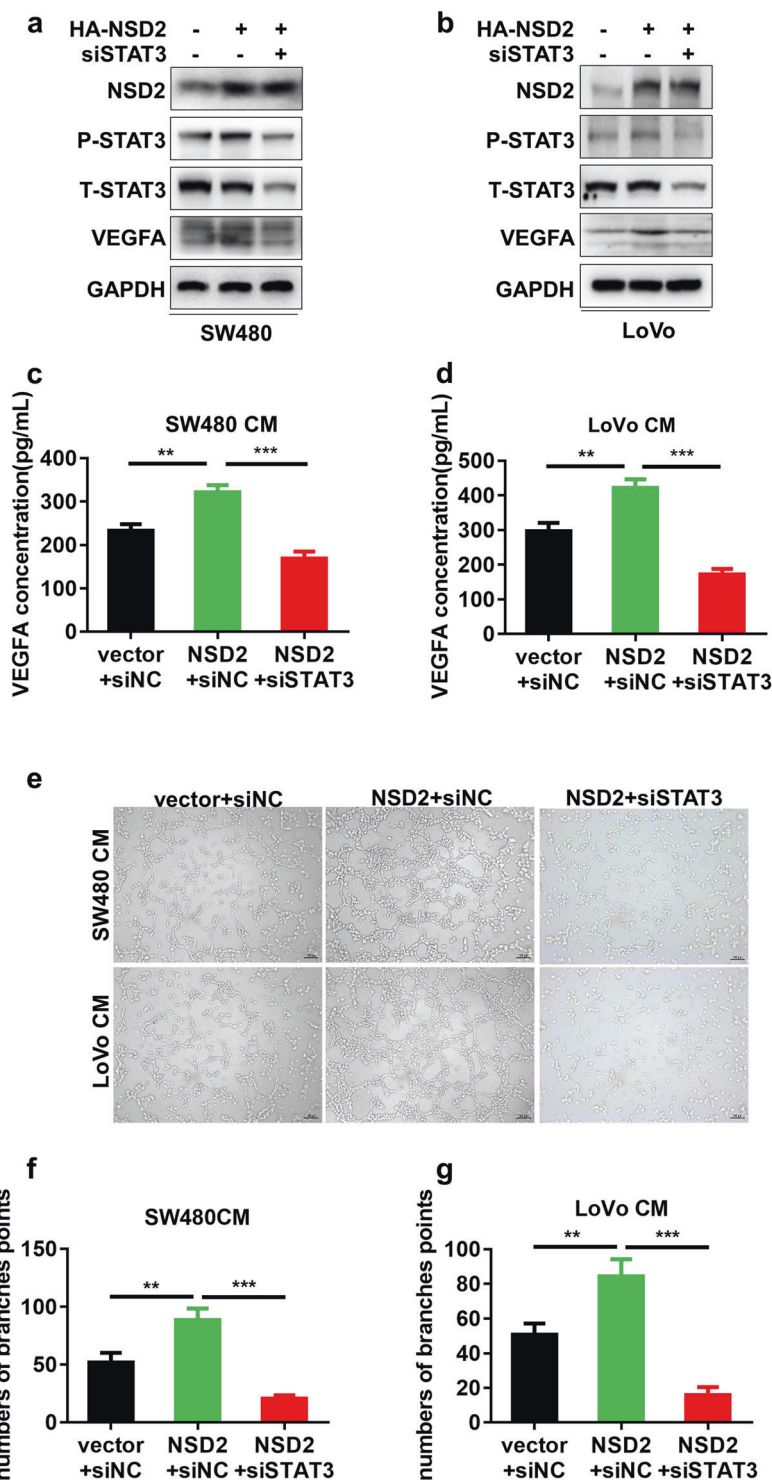 a
HA-NSD2 - + +
siSTAT3 - - +
NSD2
P-STAT3
T-STAT3
VEGFA
GAPDH
SW480
b
HA-NSD2 - + +
siSTAT3 - - +
NSD2
P-STAT3
T-STAT3
VEGFA
GAPDH
LoVo
c
SW480 CM
VEGFA concentration(pg/mL)
400
300
200
100
0
**
***
vector
+siNC
NSD2
+siNC
NSD2
+siSTAT3
d
LoVo CM
VEGFA concentration(pg/mL)
500
400
300
200
100
0
**
***
vector
+siNC
NSD2
+siNC
NSD2
+siSTAT3
e
vector+siNC
NSD2+siNC
NSD2+siSTAT3
SW480 CM
LoVo CM
f
SW480CM
numbers of branches points
150
100
50
0
**
***
vector
+siNC
NSD2
+siNC
NSD2
+siSTAT3
g
LoVo CM
numbers of branches points
100
80
60
40
20
0
**
***
vector
+siNC
NSD2
+siNC
NSD2
+siSTAT3